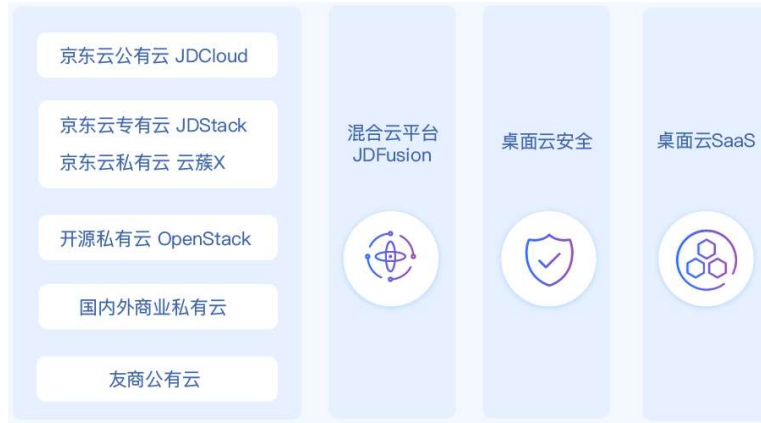 京东云公有云 JDCloud
京东云专有云 JDStack
京东云私有云 云蔟X
开源私有云 OpenStack
国内外商业私有云
友商公有云
混合云平台
JDFusion
桌面云安全
桌面云SaaS